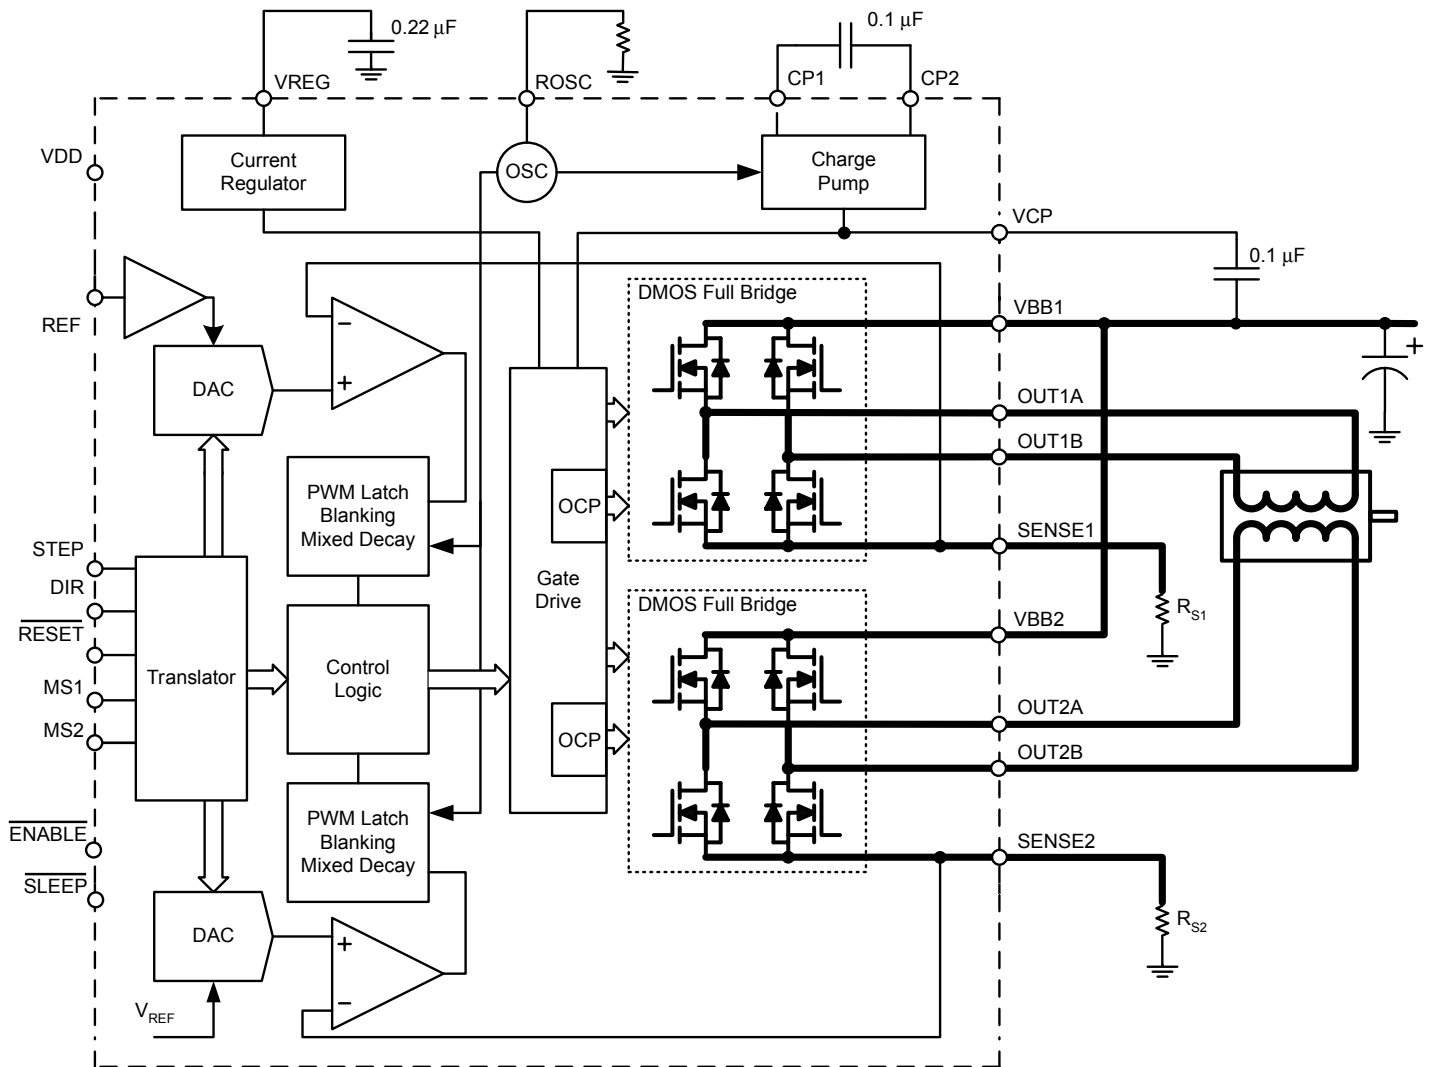 0.22 µF
0.1 µF
VREG
ROSC
CP1
CP2
VDD
Current
Regulator
OSC
Charge
Pump
VCP
0.1 µF
REF
DMOS Full Bridge
VBB1
+
−
+
DAC
OUT1A
OUT1B
PWM Latch
Blanking
Mixed Decay
OCP
SENSE1
STEP
DIR
RESET
MS1
MS2
Translator
Control
Logic
Gate
Drive
DMOS Full Bridge
RS1
VBB2
OUT2A
OCP
OUT2B
ENABLE
SLEEP
PWM Latch
Blanking
Mixed Decay
SENSE2
DAC
+
−
RS2
VREF